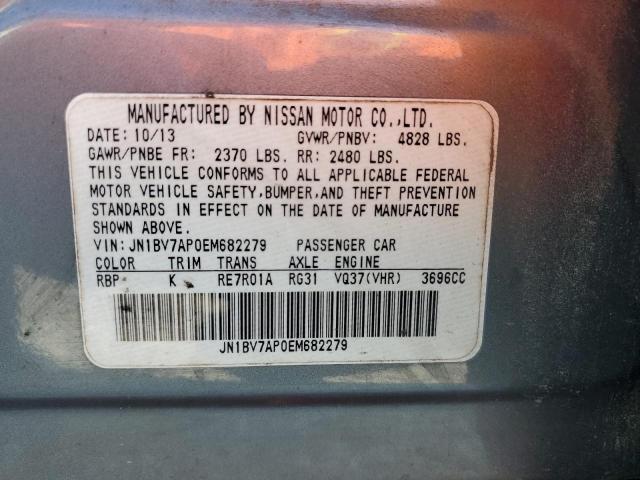 MANUFACTURED BY NISSAN MOTOR CO.,LTD.
DATE: 10/13 GVWR/PNBV: 4828 LBS.
GAWR/PNBE FR: 2370 LBS. RR: 2480 LBS.
THIS VEHICLE CONFORMS TO ALL APPLICABLE FEDERAL
MOTOR VEHICLE SAFETY,BUMPER,AND THEFT PREVENTION
STANDARDS IN EFFECT ON THE DATE OF MANUFACTURE
SHOWN ABOVE.
VIN: JN1BV7AP0EM682279 PASSENGER CAR
COLOR TRIM TRANS AXLE ENGINE
RBP K RE7R01A RG31 VQ37(VHR) 3696CC
JN1BV7AP0EM682279